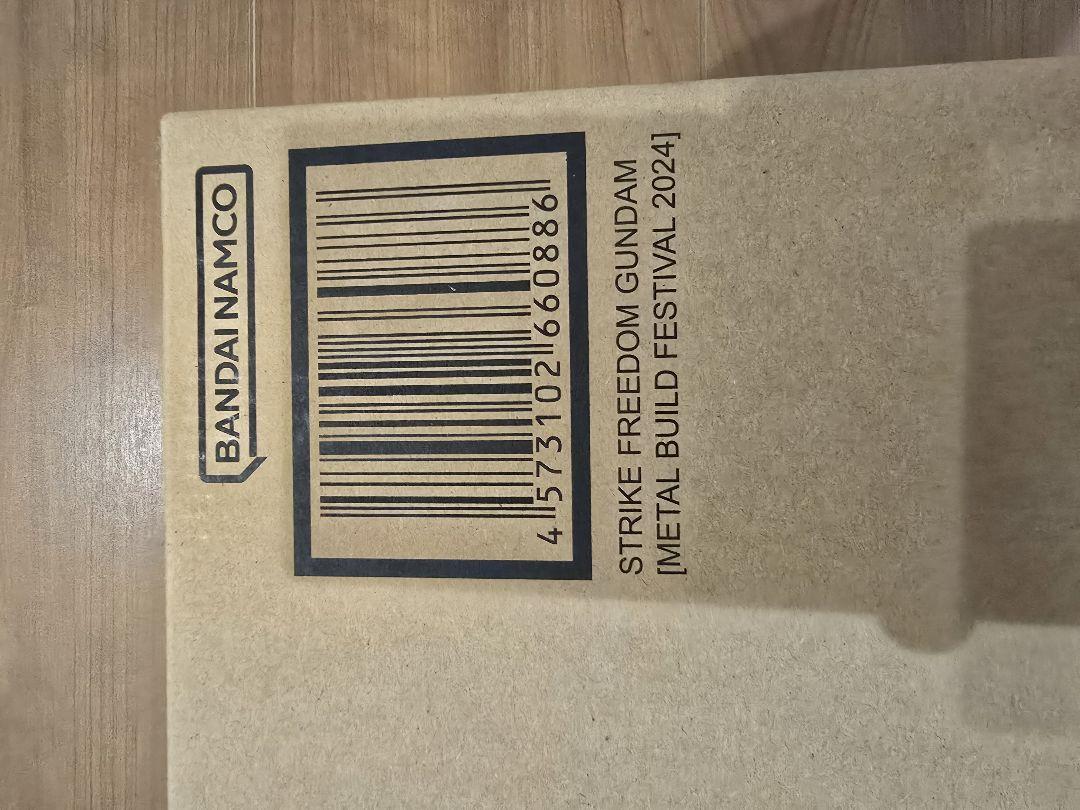 BANDAI NAMCO
4 573102 660886
STRIKE FREEDOM GUNDAM
[METAL BUILD FESTIVAL 2024]